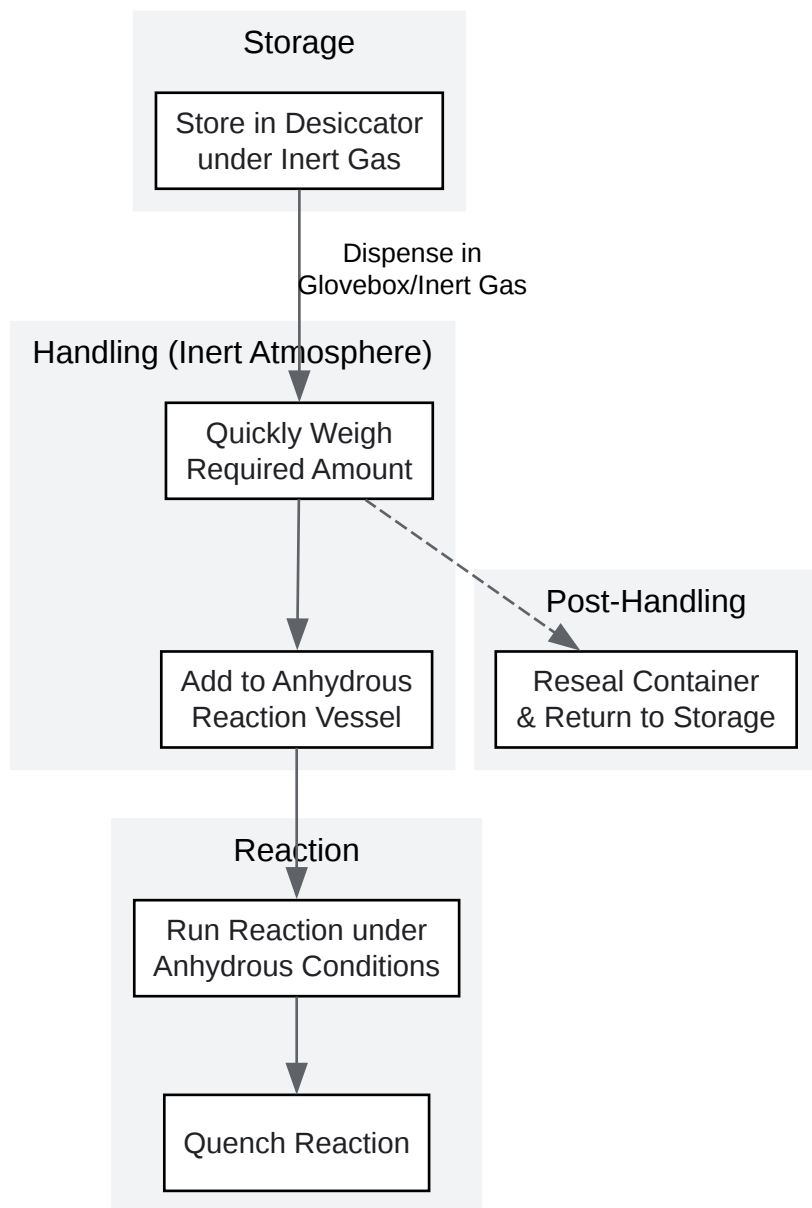 Storage
Store in Desiccator
under Inert Gas
Dispense in
Glovebox/Inert Gas
Handling (Inert Atmosphere)
Quickly Weigh
Required Amount
Post-Handling
Add to Anhydrous
Reaction Vessel
Reseal Container
& Return to Storage
Reaction
Run Reaction under
Anhydrous Conditions
Quench Reaction